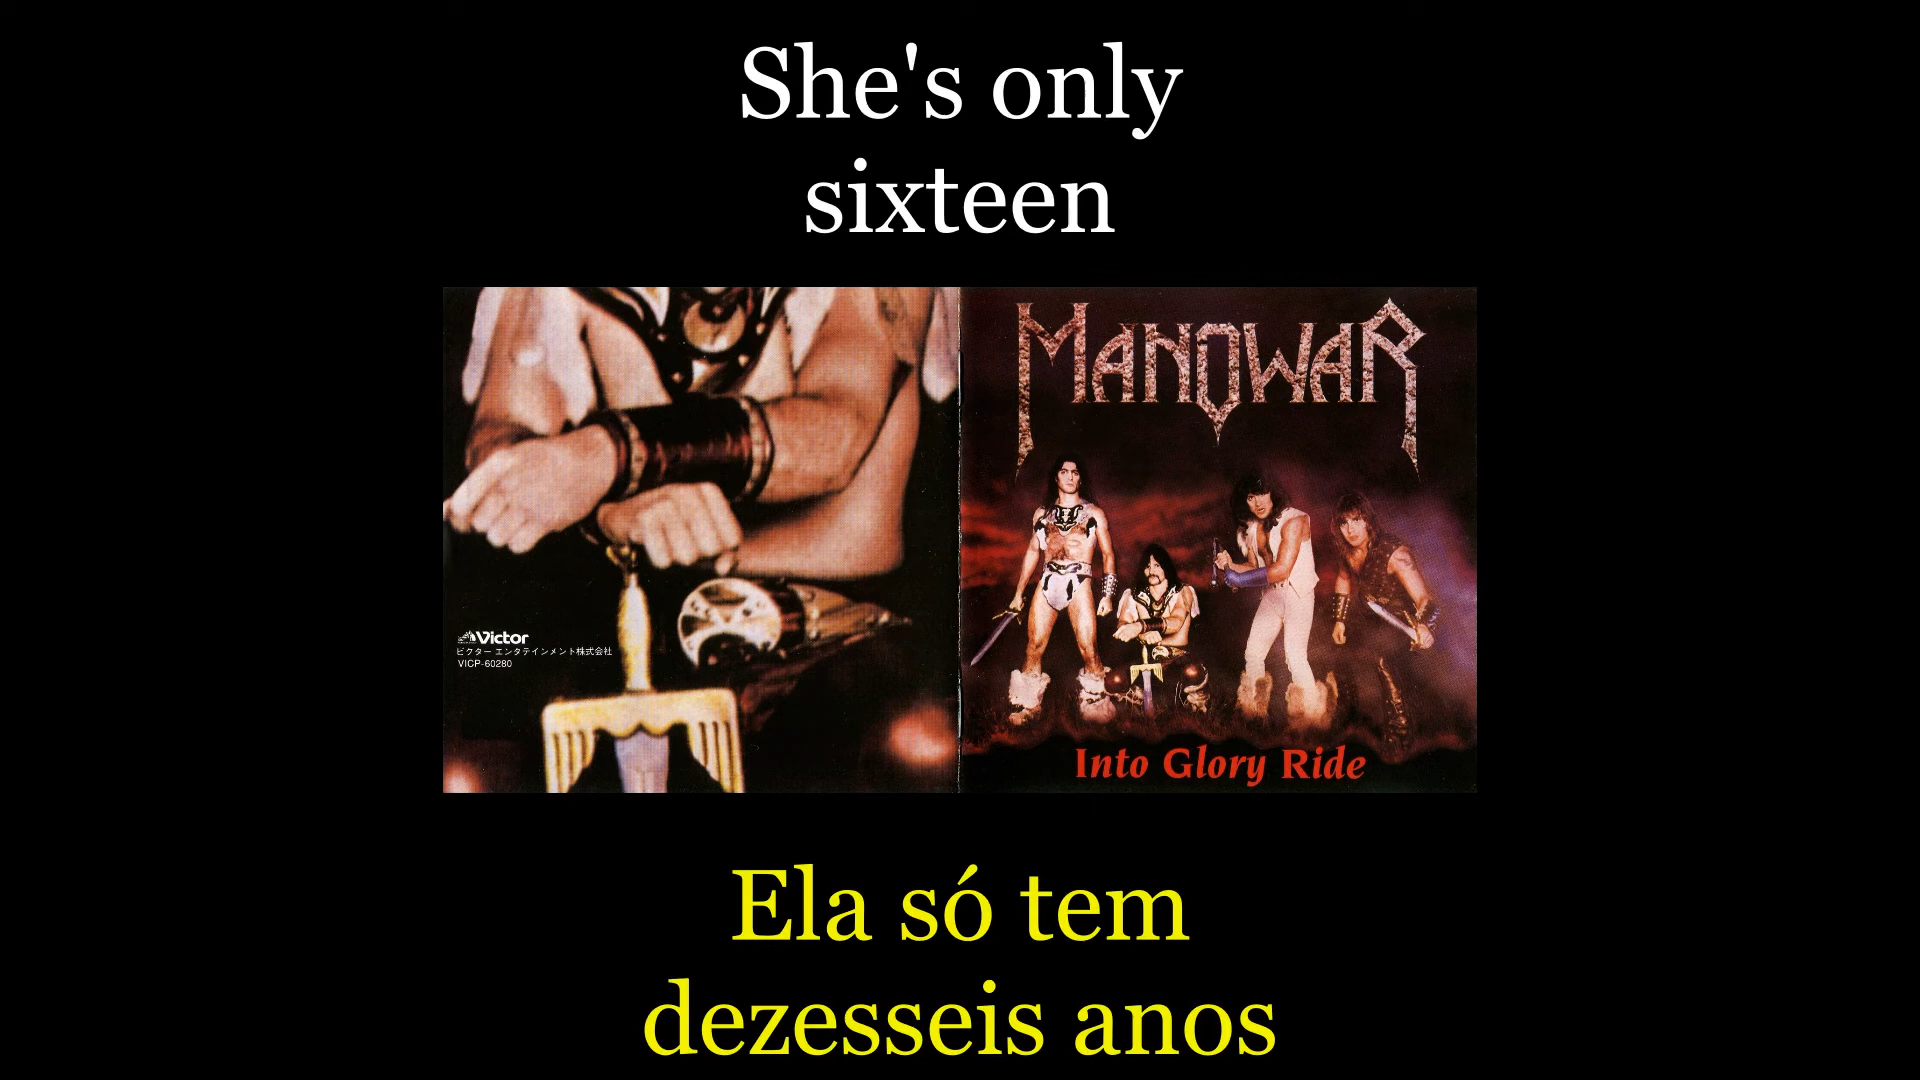 She's only
sixteen
MANOWAR
Victor
ビクター エンタテインメント株式会社
VICP-60280
Into Glory Ride
Ela só tem
dezesseis anos